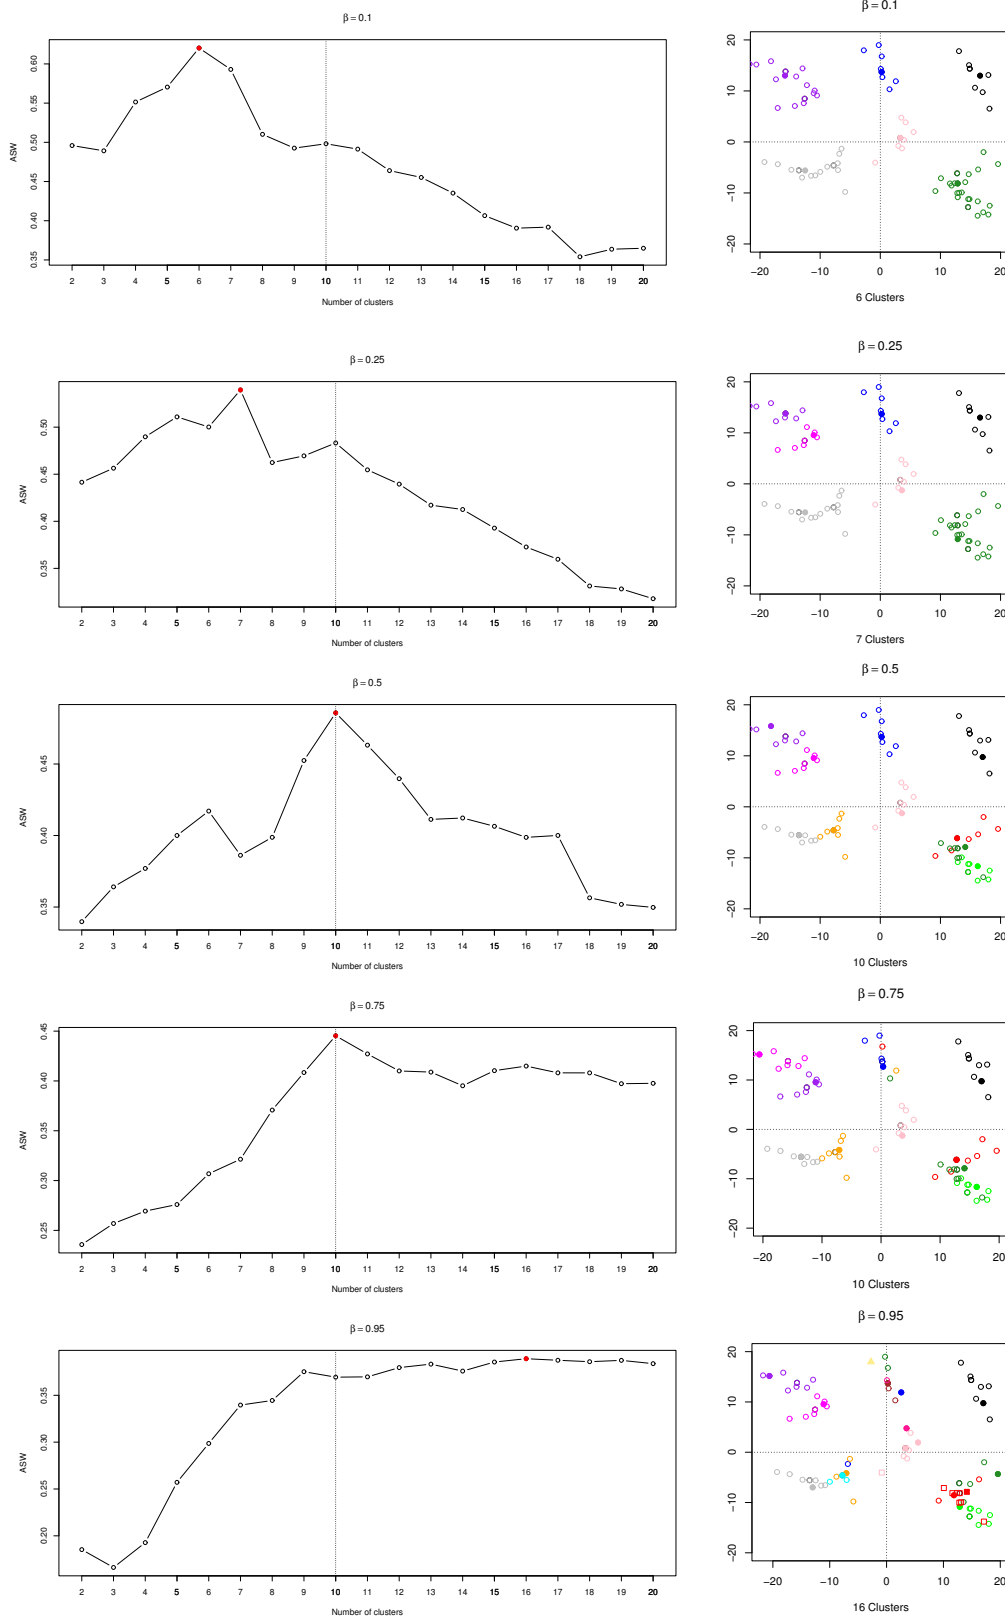 β = 0.1
ASW
0.60
0.55
0.50
0.45
0.40
0.35
2 3 4 5 6 7 8 9 10 11 12 13 14 15 16 17 18 19 20
Number of clusters
β = 0.1
20
10
0
−10
−20
−20 −10 0 10 20
6 Clusters
β = 0.25
ASW
0.50
0.45
0.40
0.35
2 3 4 5 6 7 8 9 10 11 12 13 14 15 16 17 18 19 20
Number of clusters
β = 0.25
20
10
0
−10
−20
−20 −10 0 10 20
7 Clusters
β = 0.5
ASW
0.45
0.40
0.35
2 3 4 5 6 7 8 9 10 11 12 13 14 15 16 17 18 19 20
Number of clusters
β = 0.5
20
10
0
−10
−20
−20 −10 0 10 20
10 Clusters
β = 0.75
ASW
0.45
0.40
0.35
0.30
0.25
2 3 4 5 6 7 8 9 10 11 12 13 14 15 16 17 18 19 20
Number of clusters
β = 0.75
20
10
0
−10
−20
−20 −10 0 10 20
10 Clusters
β = 0.95
ASW
0.35
0.30
0.25
0.20
2 3 4 5 6 7 8 9 10 11 12 13 14 15 16 17 18 19 20
Number of clusters
β = 0.95
20
10
0
−10
−20
−20 −10 0 10 20
16 Clusters